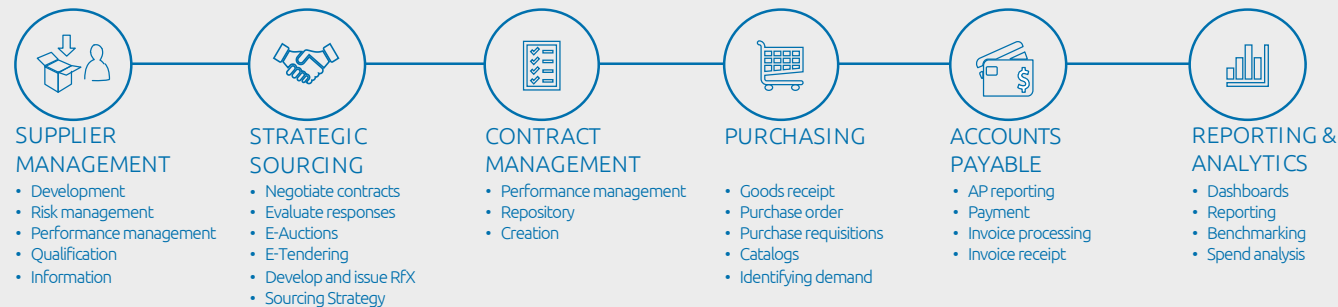 SUPPLIER
MANAGEMENT
• Development
• Risk management
• Performance management
• Qualification
• Information
STRATEGIC
SOURCING
• Negotiate contracts
• Evaluate responses
• E-Auctions
• E-Tendering
• Develop and issue RfX
• Sourcing Strategy
CONTRACT
MANAGEMENT
• Performance management
• Repository
• Creation
PURCHASING
• Goods receipt
• Purchase order
• Purchase requisitions
• Catalogs
• Identifying demand
$
ACCOUNTS
PAYABLE
• AP reporting
• Payment
• Invoice processing
• Invoice receipt
REPORTING &
ANALYTICS
• Dashboards
• Reporting
• Benchmarking
• Spend analysis